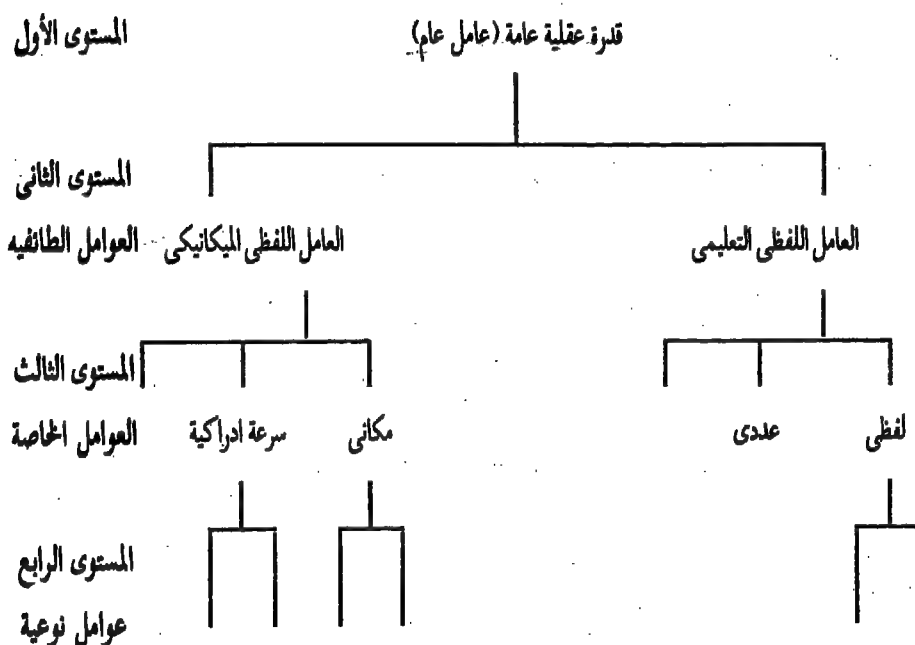 المستوى الأول
قدرة عقلية عامة (عامل عام)
المستوى الثانى
العوامل الطائفيه
العامل اللفظى التعليمى
العامل اللفظى الميكانيكى
المستوى الثالث
العوامل الخاصة
لفظى
عددى
مكانى
سرعة ادراكية
المستوى الرابع
عوامل نوعية